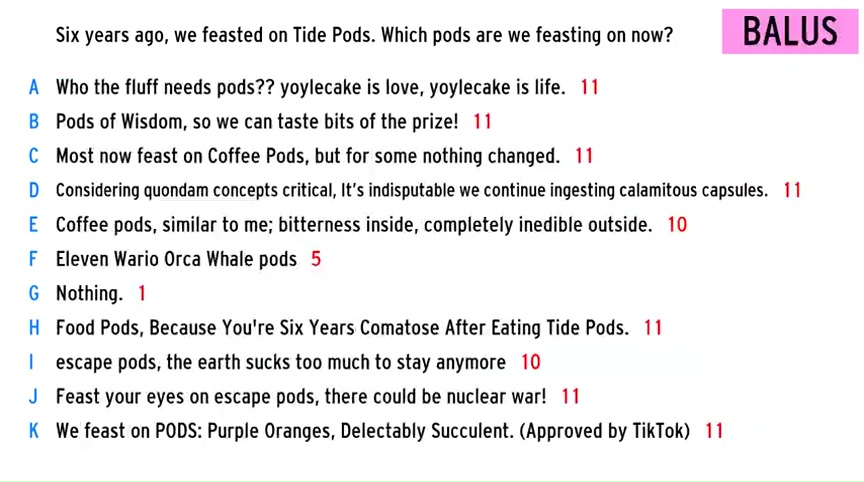 Six years ago, we feasted on Tide Pods. Which pods are we feasting on now?
BALUS
A Who the fluff needs pods?? yoylecake is love, yoylecake is life. 11
B Pods of Wisdom, so we can taste bits of the prize! 11
C Most now feast on Coffee Pods, but for some nothing changed. 11
D Considering quondam concepts critical, It's indisputable we continue ingesting calamitous capsules. 11
E Coffee pods, similar to me; bitterness inside, completely inedible outside. 10
F Eleven Wario Orca Whale pods 5
G Nothing. 1
H Food Pods, Because You're Six Years Comatose After Eating Tide Pods. 11
I escape pods, the earth sucks too much to stay anymore 10
J Feast your eyes on escape pods, there could be nuclear war! 11
K We feast on PODS: Purple Oranges, Delectably Succulent. (Approved by TikTok) 11